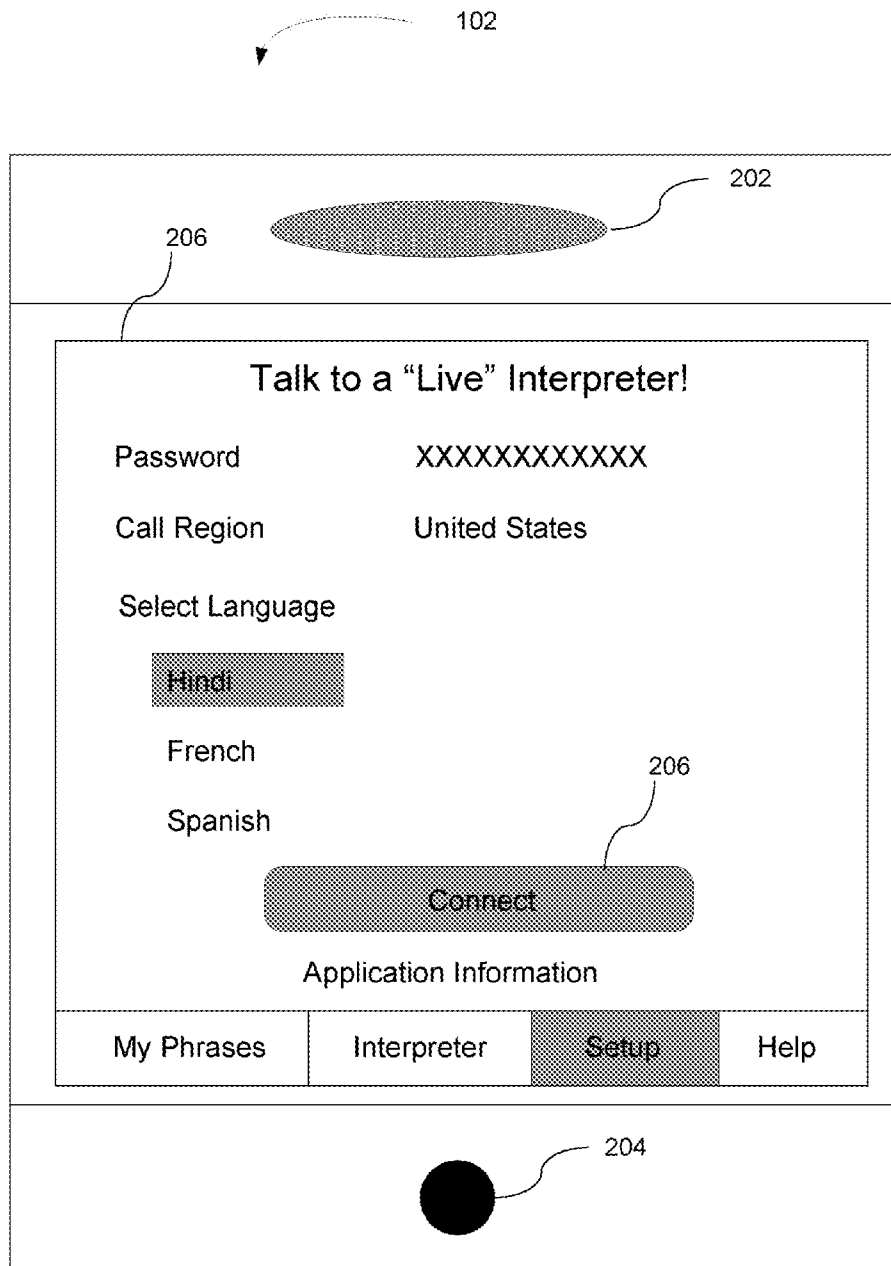 102
202
206
Talk to a “Live” Interpreter!
Password XXXXXXXXXXXX
Call Region United States
Select Language
Hindi
French
206
Spanish
Connect
Application Information
My Phrases Interpreter Setup Help
204